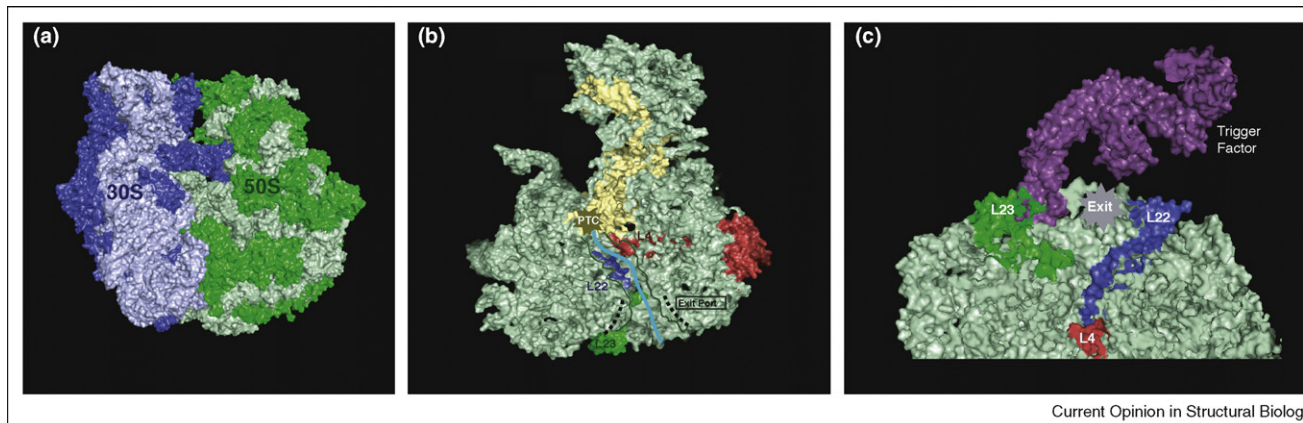 (a)
30S
50S
(b)
PTC
L4
L22
Exit Port
L23
(c)
Trigger
Factor
L23
Exit
L22
L4
Current Opinion in Structural Biolog